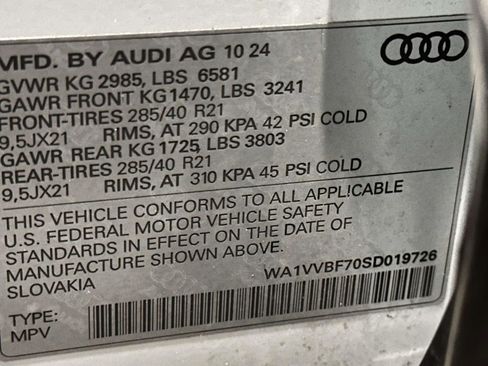 MFD. BY AUDI AG 10 24
GVWR KG 2985, LBS 6581
GAWR FRONT KG1470, LBS 3241
FRONT-TIRES 285/40 R21
9,5JX21 RIMS, AT 290 KPA 42 PSI COLD
GAWR REAR KG 1725, LBS 3803
REAR-TIRES 285/40 R21
9,5JX21 RIMS, AT 310 KPA 45 PSI COLD
THIS VEHICLE CONFORMS TO ALL APPLICABLE
U.S. FEDERAL MOTOR VEHICLE SAFETY
STANDARDS IN EFFECT ON THE DATE OF
MANUFACTURE SHOWN ABOVE.
SLOVAKIA
WA1VVBF70SD019726
TYPE:
MPV